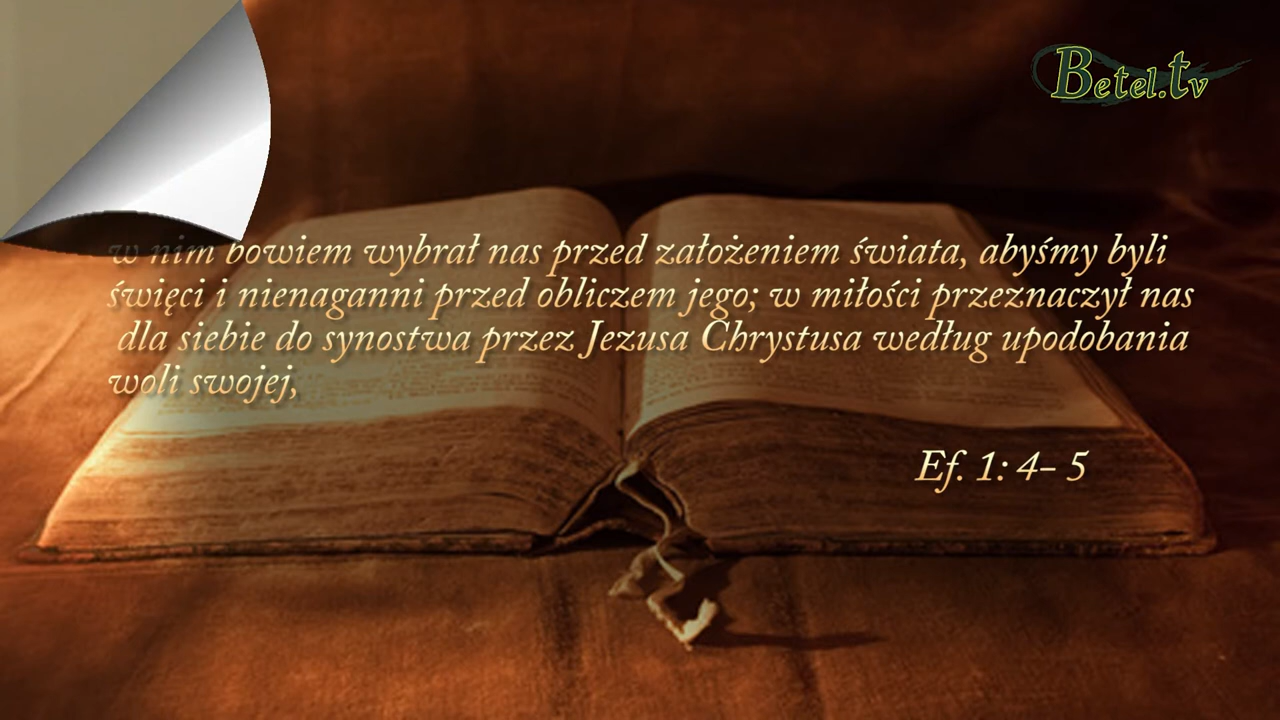 Betel.tv
w nim bowiem wybrał nas przed założeniem świata, abyśmy byli
święci i nienaganni przed obliczem jego; w miłości przeznaczył nas
dla siebie do synostwa przez Jezusa Chrystusa według upodobania
woli swojej,
Ef. 1: 4- 5